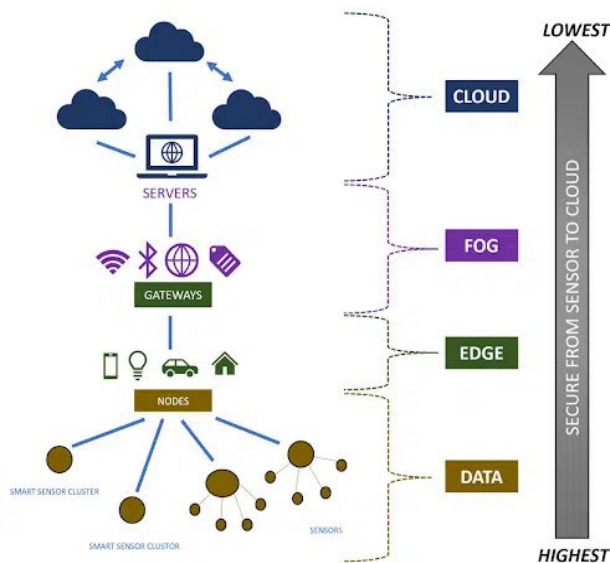 LOWEST
CLOUD
SERVERS
FOG
GATEWAYS
EDGE
NODES
SMART SENSOR CLUSTER
SMART SENSOR CLUSTOR
SENSORS
DATA
SECURE FROM SENSOR TO CLOUD
HIGHEST